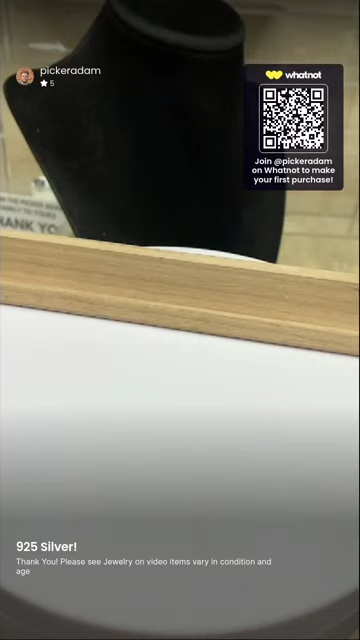 pickeradam
5
whatnot
Join @pickeradam
on Whatnot to make
your first purchase!
THANK YO
925 Silver!
Thank You! Please see Jewelry on video items vary in condition and
age